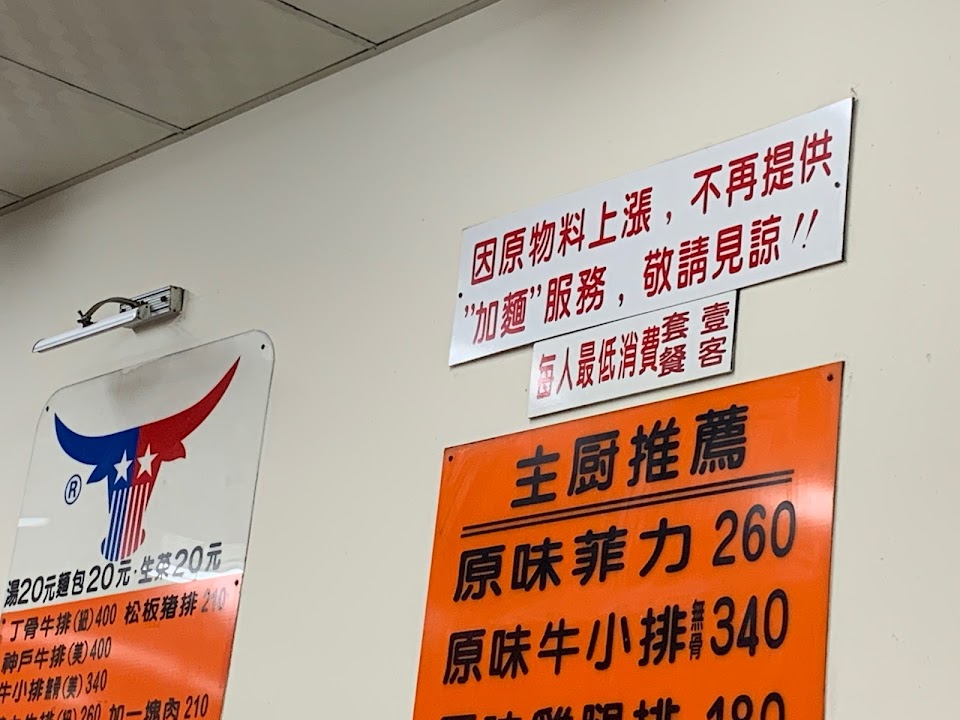 因原物料上漲，不再提供
"加麵"服務，敬請見諒!!
每人最低消費套餐壹客
主厨推薦
原味菲力 260
原味牛小排無骨 340
®
湯20元麵包20元·生菜20元
丁骨牛排(紐)400 松板豬排 210
神戶牛排(美)400
牛小排(美)340
加一塊肉 210